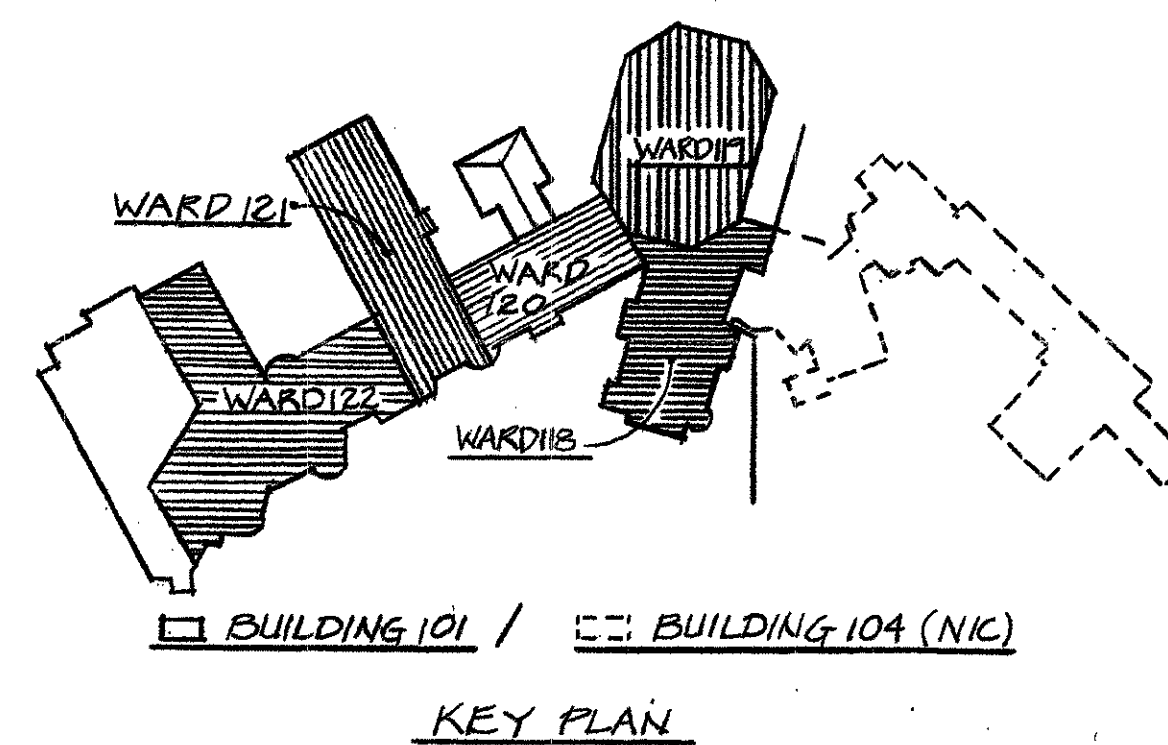 WARD 119
WARD 121
WARD
120
WARD 122
WARD 118
BUILDING 101 / BUILDING 104 (NIC)
KEY PLAN